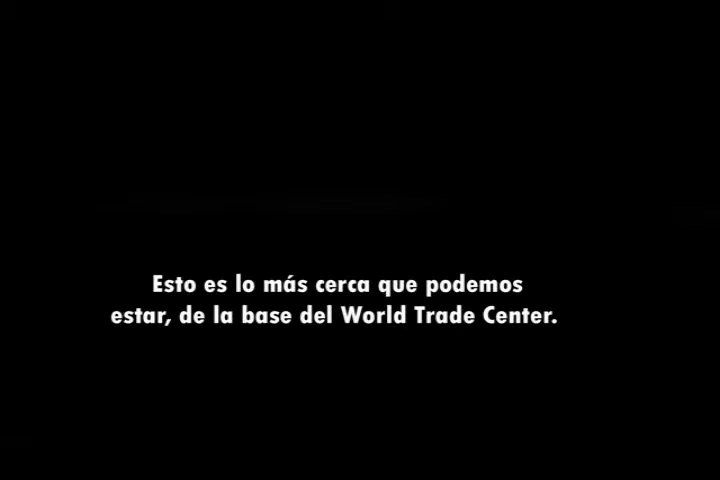 Esto es lo más cerca que podemos
estar, de la base del World Trade Center.